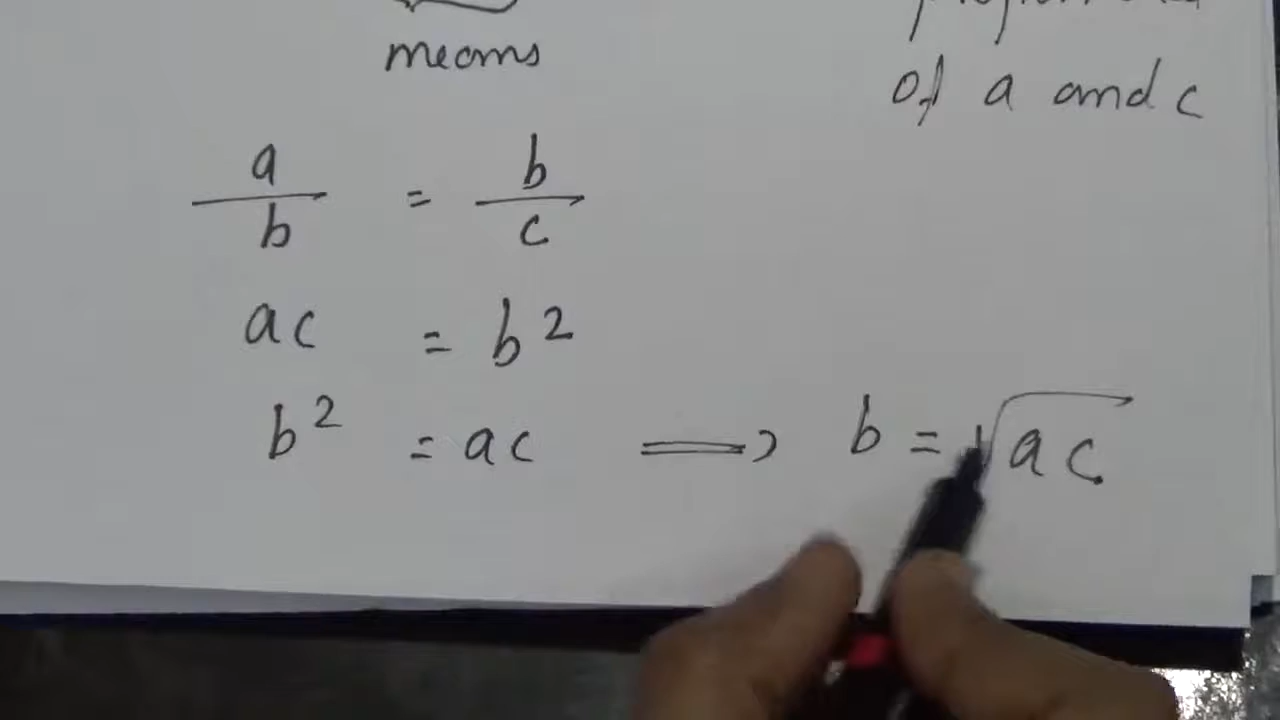 means
of a and c
a/b = b/c
ac = b²
b² = ac ⟹ b = √ac